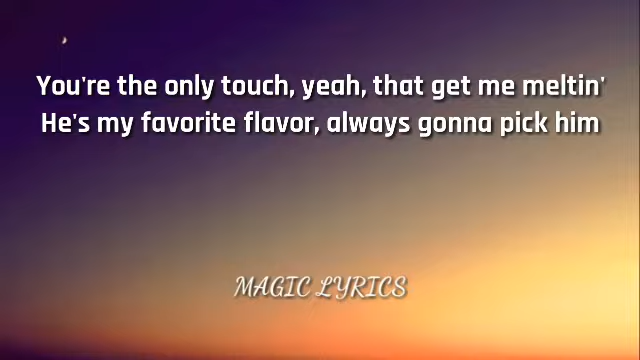 You're the only touch, yeah, that get me meltin'
He's my favorite flavor, always gonna pick him
MAGIC LYRICS